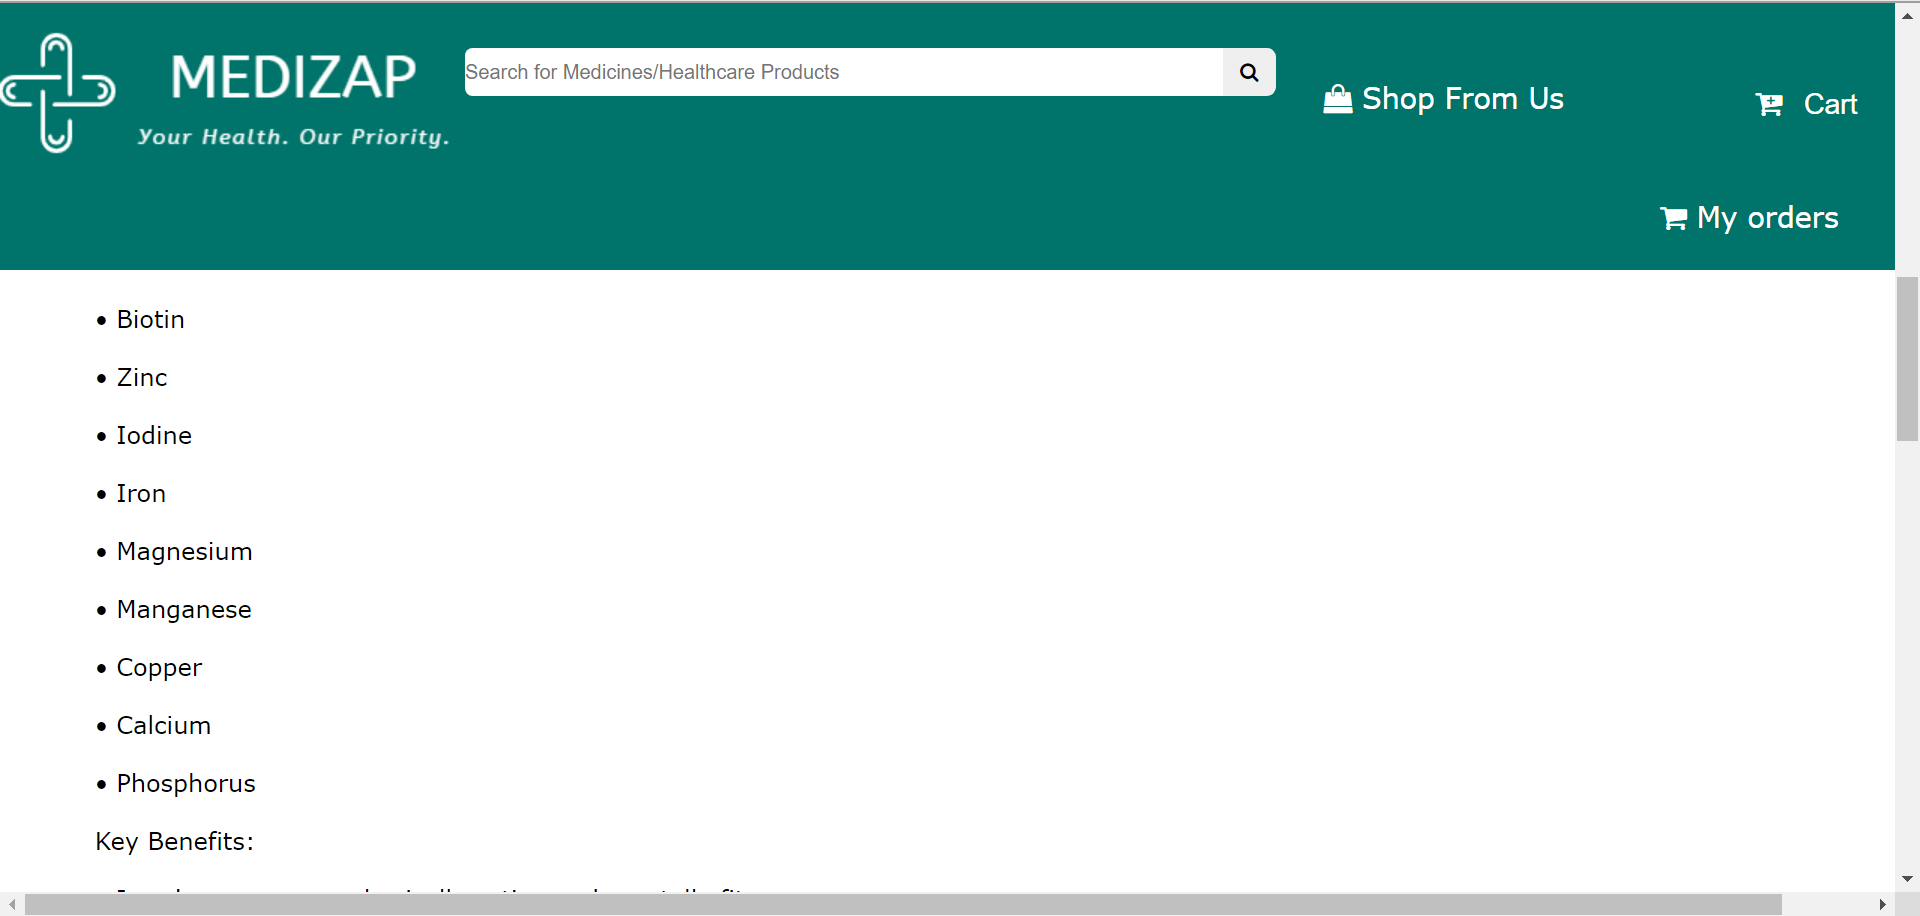 MEDIZAP
Your Health. Our Priority.
Search for Medicines/Healthcare Products
Shop From Us
Cart
My orders
• Biotin
• Zinc
• Iodine
• Iron
• Magnesium
• Manganese
• Copper
• Calcium
• Phosphorus
Key Benefits: